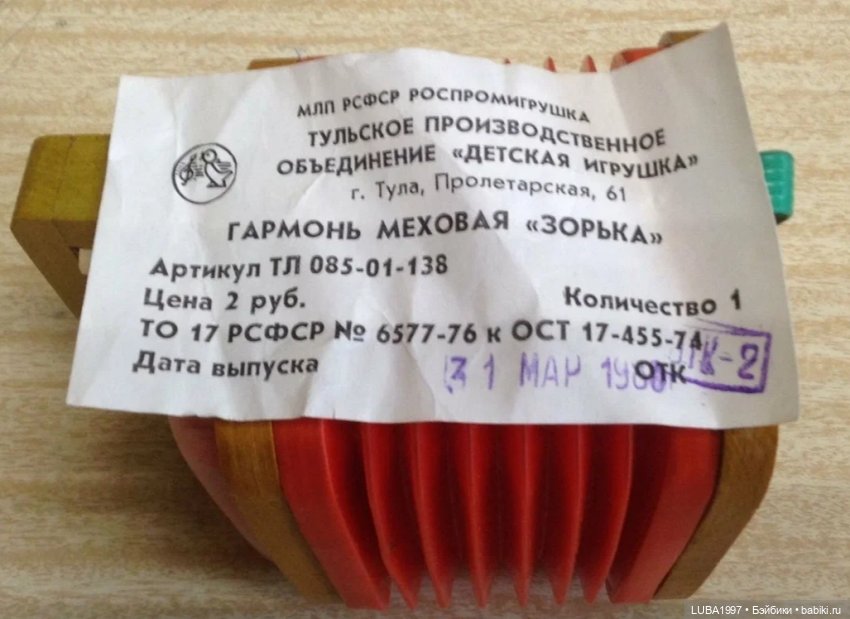 МЛП РСФСР РОСПРОМИГРУШКА
ТУЛЬСКОЕ ПРОИЗВОДСТВЕННОЕ
ОБЪЕДИНЕНИЕ «ДЕТСКАЯ ИГРУШКА»
г. Тула, Пролетарская, 61
ГАРМОНЬ МЕХОВАЯ «ЗОРЬКА»
Артикул ТЛ 085-01-138
Цена 2 руб. Количество 1
ТО 17 РСФСР № 6577-76 к ОСТ 17-455-74
Дата выпуска 31 МАР ОТК
LUBA1997 • Бэйбики • babiki.ru